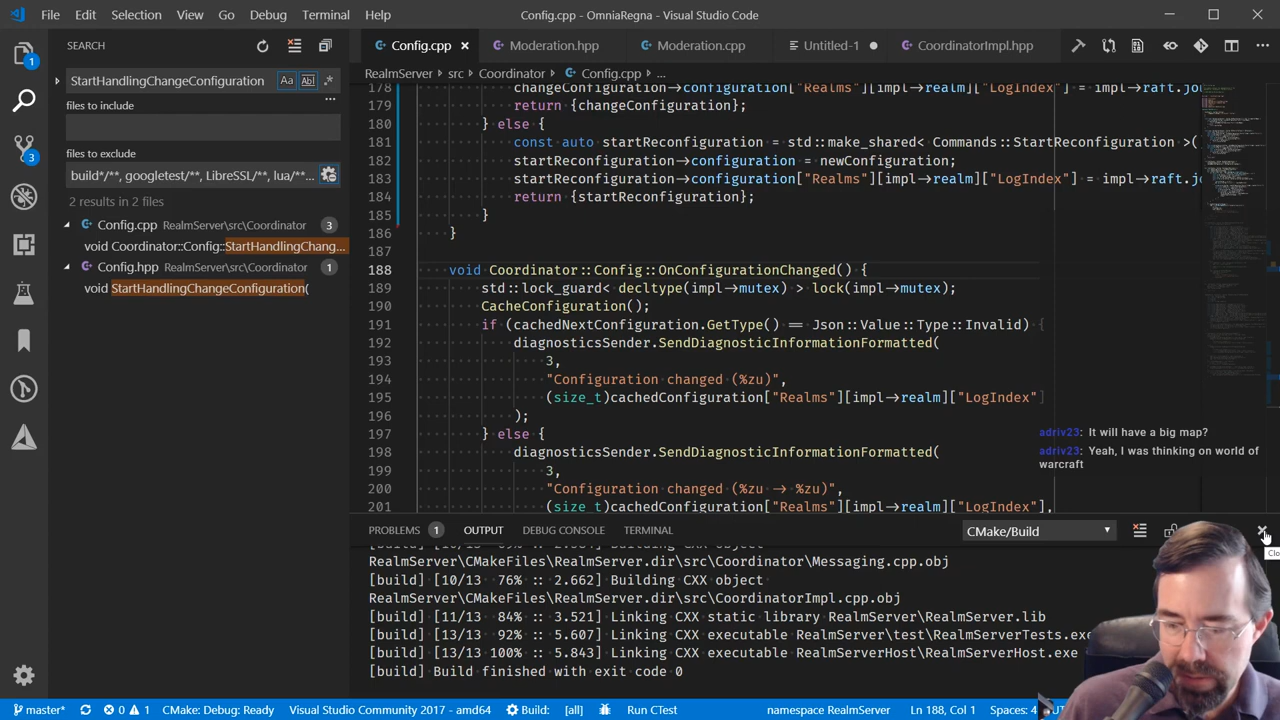 File Edit Selection View Go Debug Terminal Help Config.cpp - OmniaRegna - Visual Studio Code
SEARCH
Config.cpp
Moderation.hpp
Moderation.cpp
Untitled-1
CoordinatorImpl.hpp
1
StartHandlingChangeConfiguration Aa Abl .*
files to include
files to exclude
build*/**, googletest/**, LibreSSL/**, lua/**...
2 results in 2 files
Config.cpp RealmServer\src\Coordinator 3
void Coordinator::Config::StartHandlingChang...
Config.hpp RealmServer\src\Coordinator 1
void StartHandlingChangeConfiguration(
3
RealmServer > src > Coordinator > Config.cpp > ...
178 changeConfiguration->configuration["Realms"][impl->realm]["LogIndex"] = impl->raft.jou
179 return {changeConfiguration};
180 } else {
181 const auto startReconfiguration = std::make_shared< Commands::StartReconfiguration >()
182 startReconfiguration->configuration = newConfiguration;
183 startReconfiguration->configuration["Realms"][impl->realm]["LogIndex"] = impl->raft.jo
184 return {startReconfiguration};
185 }
186 }
187
188 void Coordinator::Config::OnConfigurationChanged() {
189 std::lock_guard< decltype(impl->mutex) > lock(impl->mutex);
190 CacheConfiguration();
191 if (cachedNextConfiguration.GetType() == Json::Value::Type::Invalid) {
192 diagnosticsSender.SendDiagnosticInformationFormatted(
193 3,
194 "Configuration changed (%zu)",
195 (size_t)cachedConfiguration["Realms"][impl->realm]["LogIndex"]
196 );
197 } else {
198 diagnosticsSender.SendDiagnosticInformationFormatted(
199 3,
200 "Configuration changed (%zu -> %zu)",
201 (size_t)cachedConfiguration["Realms"][impl->realm]["LogIndex"],
adriv23: It will have a big map?
adriv23: Yeah, I was thinking on world of
warcraft
PROBLEMS 1 OUTPUT DEBUG CONSOLE TERMINAL CMake/Build
RealmServer\CMakeFiles\RealmServer.dir\src\Coordinator\Messaging.cpp.obj
[build] [10/13 76% :: 2.662] Building CXX object
RealmServer\CMakeFiles\RealmServer.dir\src\CoordinatorImpl.cpp.obj
[build] [11/13 84% :: 3.521] Linking CXX static library RealmServer\RealmServer.lib
[build] [13/13 92% :: 5.607] Linking CXX executable RealmServer\test\RealmServerTests.exe
[build] [13/13 100% :: 5.843] Linking CXX executable RealmServerHost\RealmServerHost.exe
[build] Build finished with exit code 0
master* 0 1 CMake: Debug: Ready Visual Studio Community 2017 - amd64 Build: [all] Run CTest namespace RealmServer Ln 188, Col 1 Spaces: 4